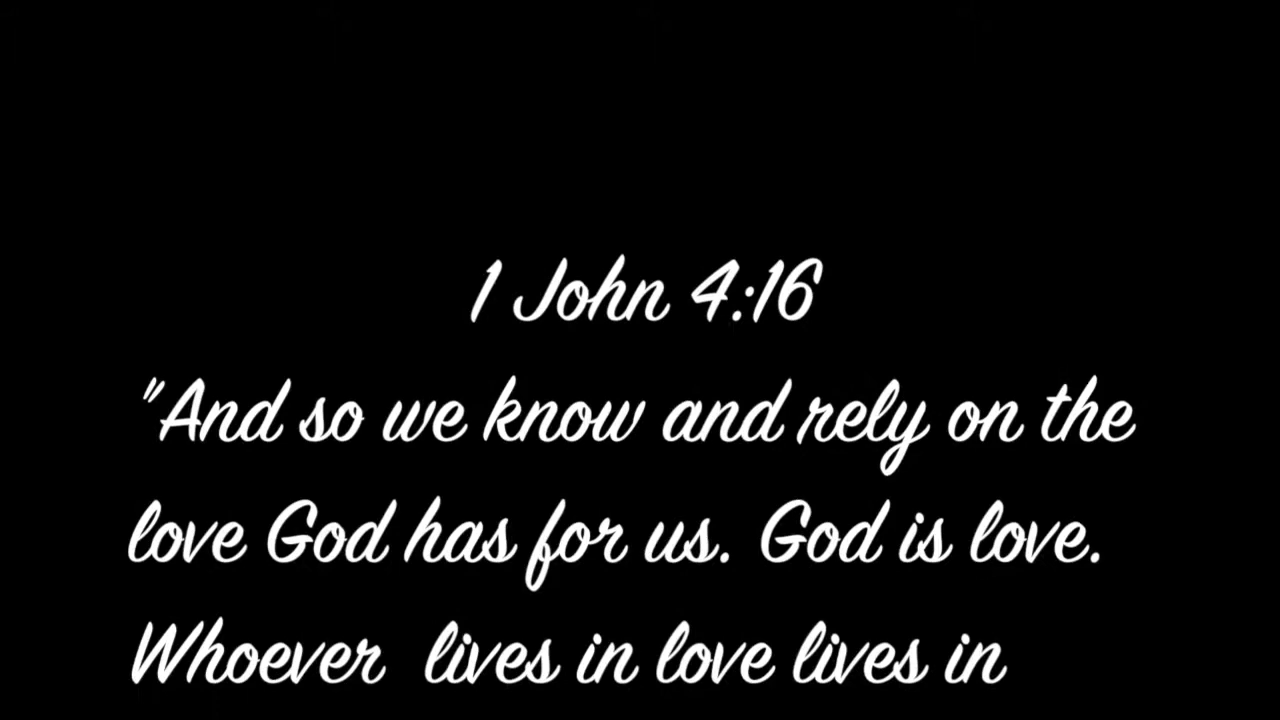 1 John 4:16
"And so we know and rely on the
love God has for us. God is love.
Whoever lives in love lives in